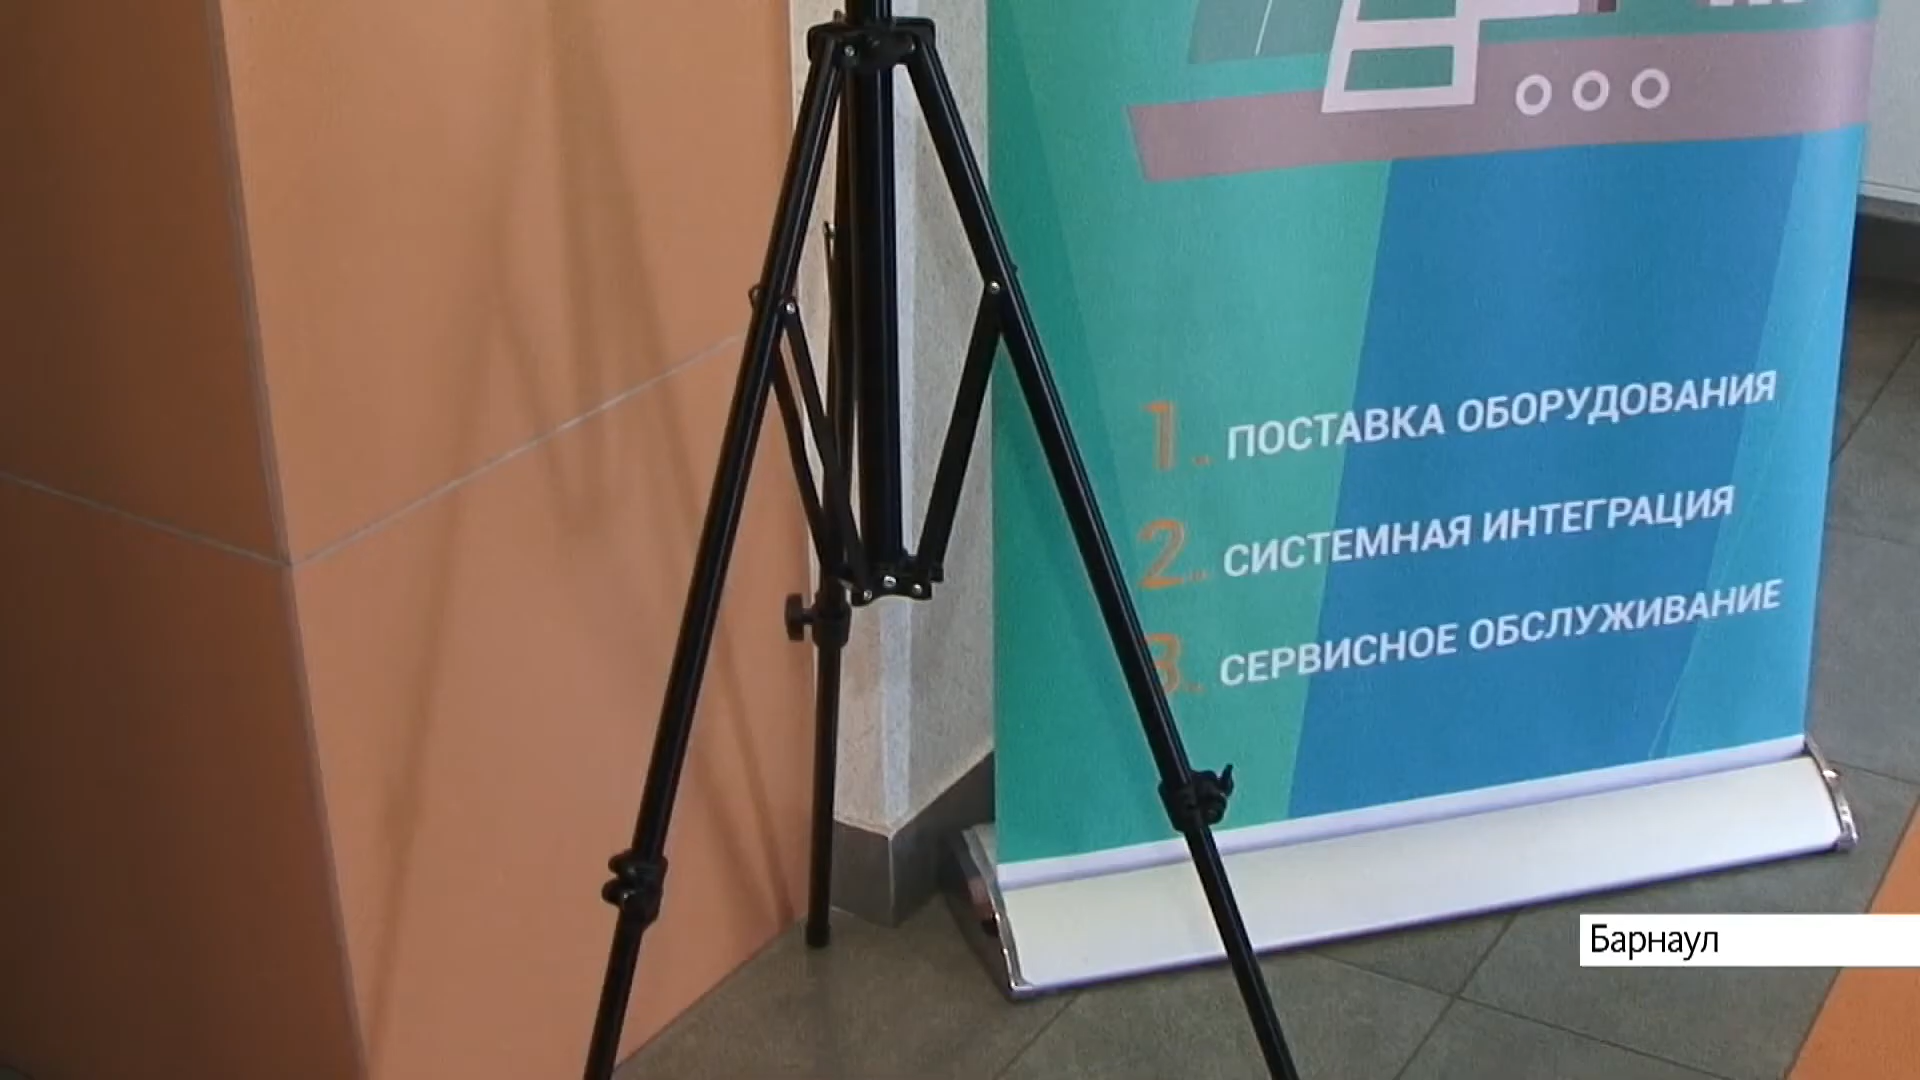 1. ПОСТАВКА ОБОРУДОВАНИЯ
2. СИСТЕМНАЯ ИНТЕГРАЦИЯ
3. СЕРВИСНОЕ ОБСЛУЖИВАНИЕ
Барнаул